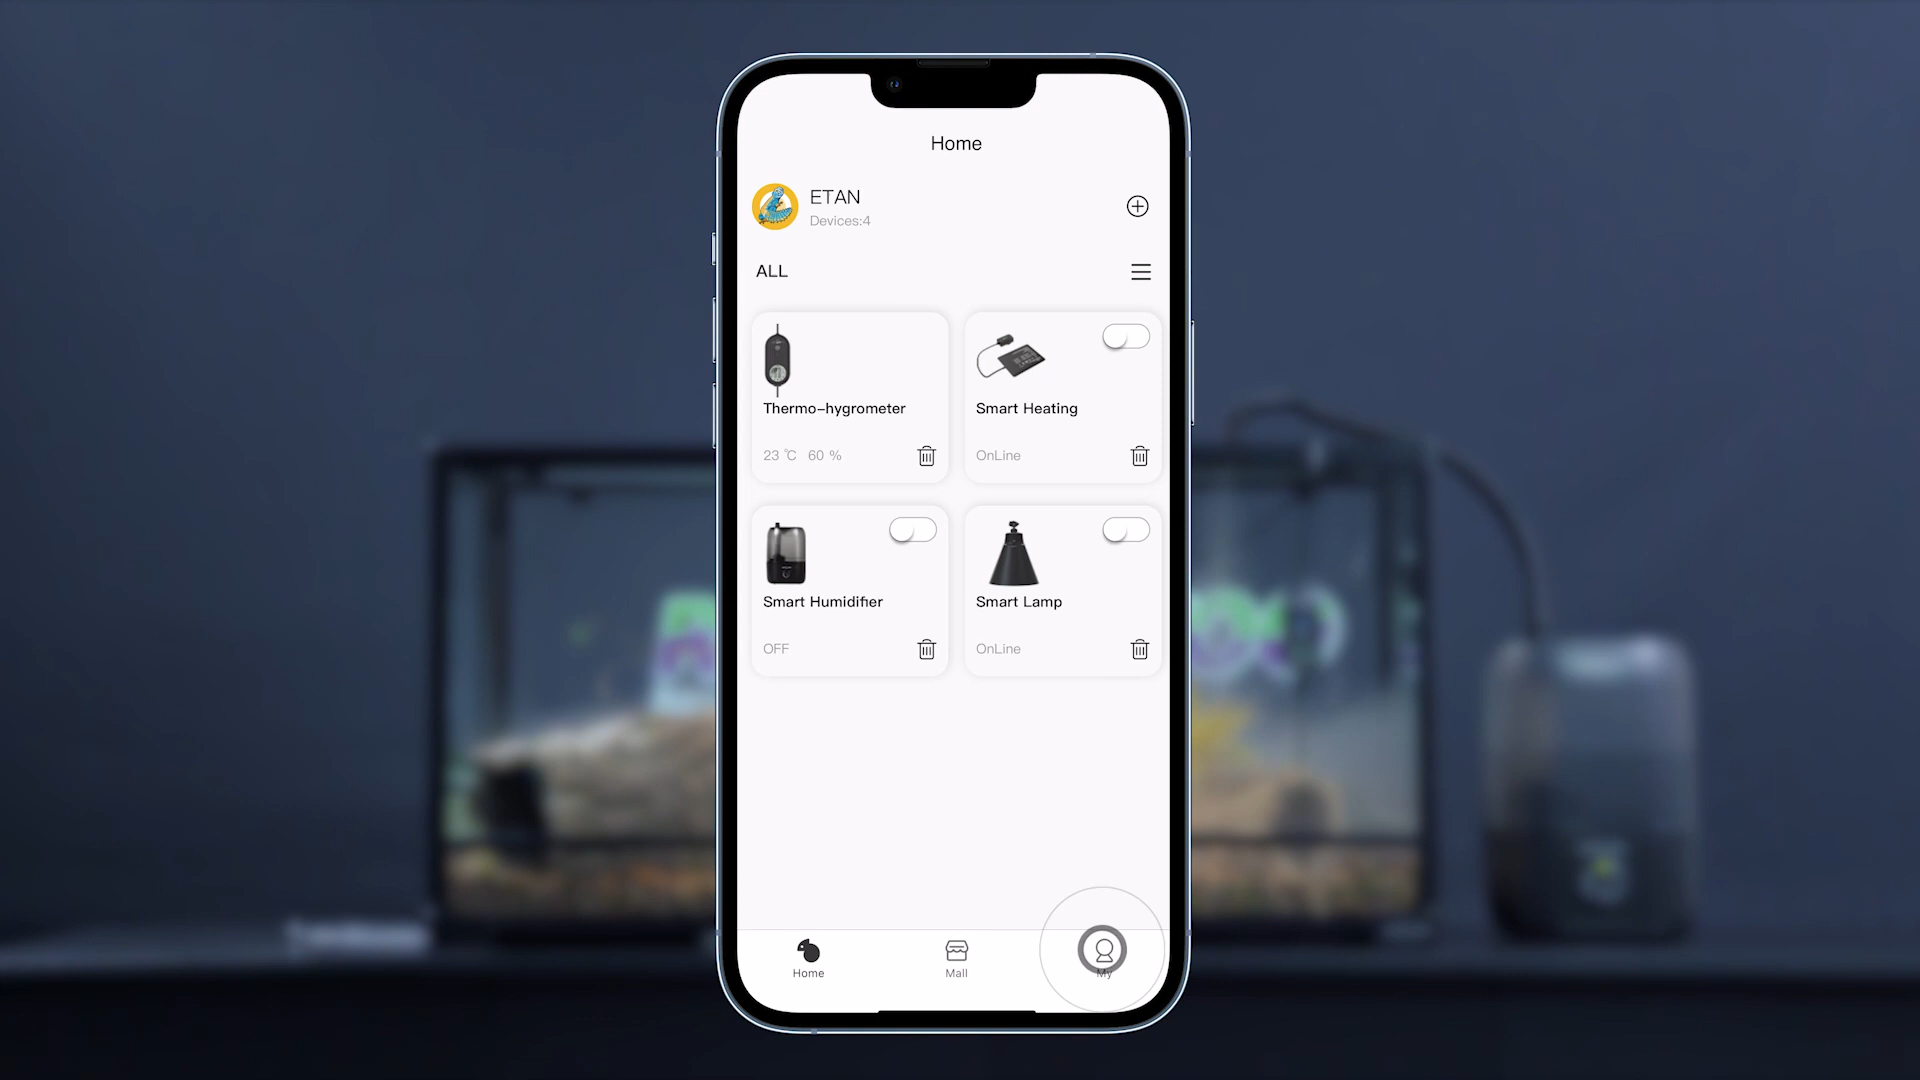 Home
ETAN
Devices:4
ALL
Thermo-hygrometer
23 ℃ 60 %
Smart Heating
OnLine
Smart Humidifier
OFF
Smart Lamp
OnLine
Home
Mall
My